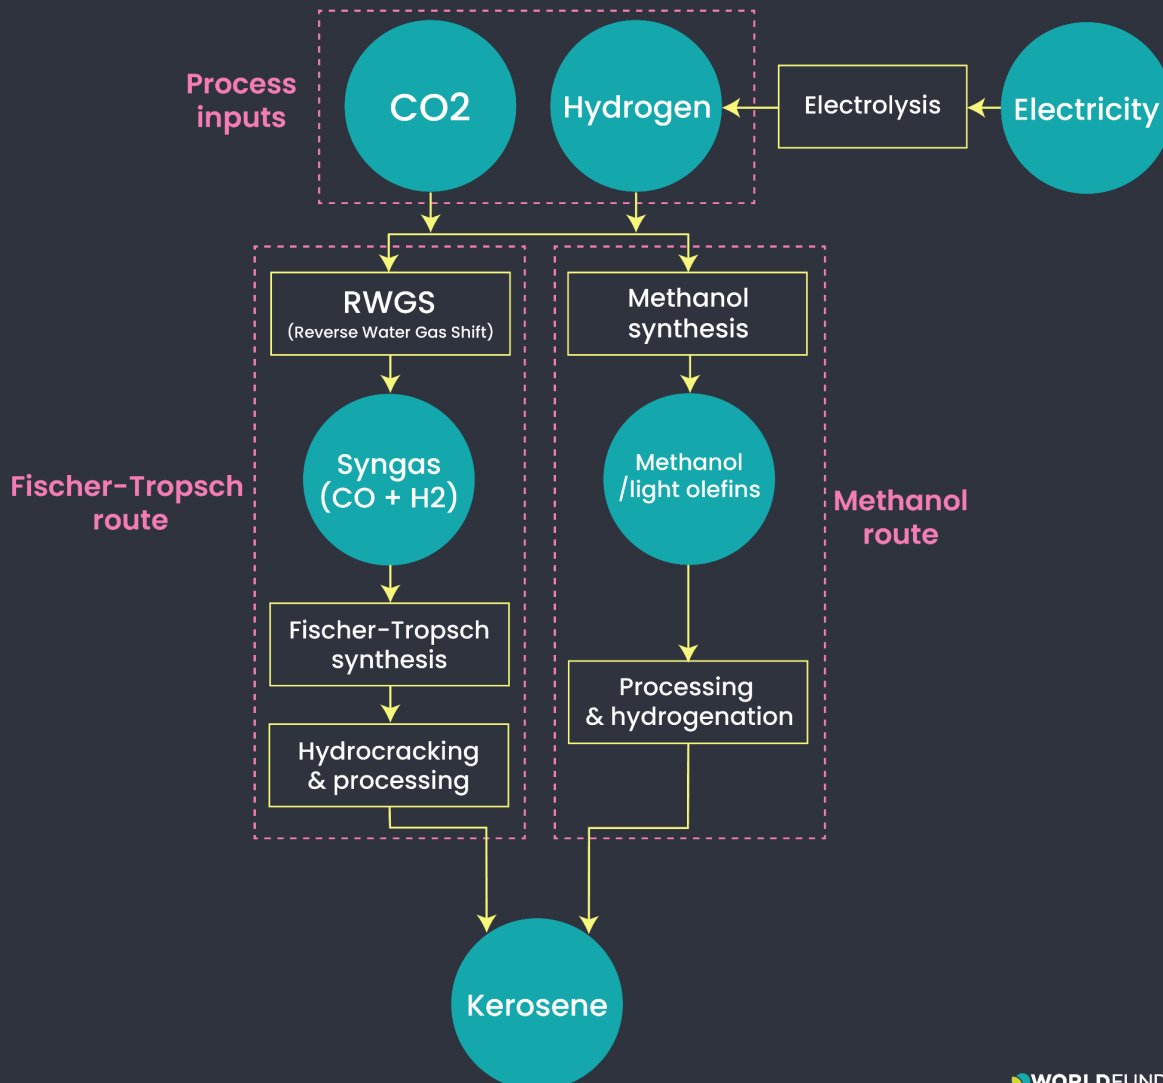 Process
inputs
CO2
Hydrogen
Electrolysis
Electricity
RWGS
(Reverse Water Gas Shift)
Methanol
synthesis
Fischer-Tropsch
route
Syngas
(CO + H2)
Methanol
/light olefins
Methanol
route
Fischer-Tropsch
synthesis
Processing
& hydrogenation
Hydrocracking
& processing
Kerosene
WORLDFUND